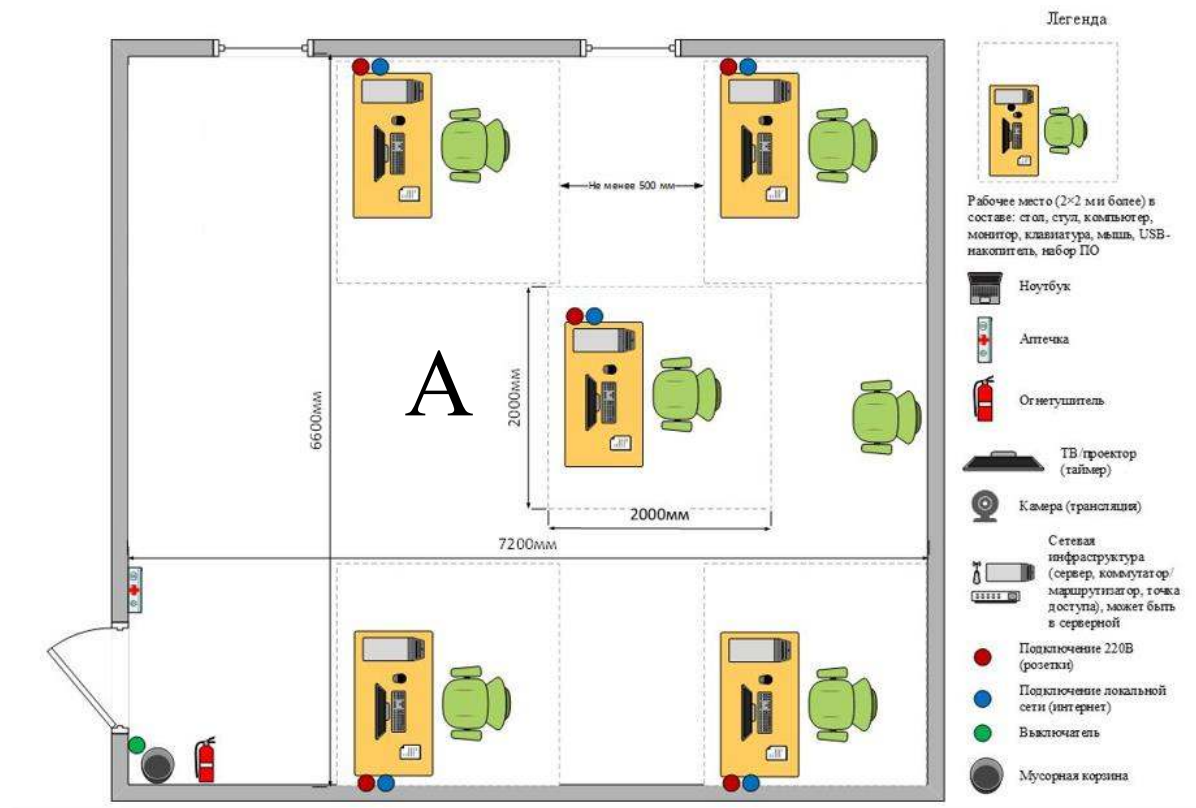 Легенда
Не менее 500 мм
Рабочее место (2×2 м и более) в
составе: стол, стул, компьютер,
монитор, клавиатура, мышь, USB-
накопитель, набор ПО
Ноутбук
Аптечка
А
6600мм
2000мм
Огнетушитель
ТВ/проектор
(таймер)
2000мм
Камера (трансляция)
7200мм
Сетевая
инфраструктура
(сервер, коммутатор/
маршрутизатор, точка
доступа), может быть
в серверной
Подключение 220В
(розетки)
Подключение локальной
сети (интернет)
Выключатель
Мусорная корзина